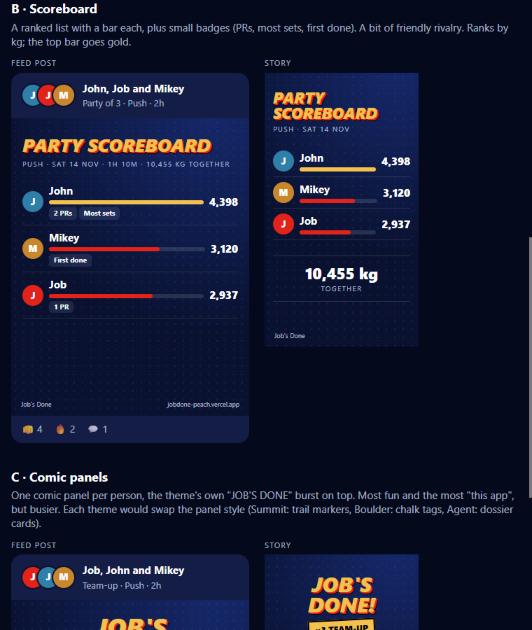 B · Scoreboard
A ranked list with a bar each, plus small badges (PRs, most sets, first done). A bit of friendly rivalry. Ranks by
kg; the top bar goes gold.
FEED POST
J J M
John, Job and Mikey
Party of 3 · Push · 2h
PARTY SCOREBOARD
PUSH · SAT 14 NOV · 1H 10M · 10,455 KG TOGETHER
J
John
4,398
2 PRs Most sets
M
Mikey
3,120
First done
J
Job
2,937
1 PR
Job's Done
jobdone-peach.vercel.app
4 2 1
STORY
PARTY
SCOREBOARD
PUSH · SAT 14 NOV
J John 4,398
M Mikey 3,120
J Job 2,937
10,455 kg
TOGETHER
Job's Done
C · Comic panels
One comic panel per person, the theme's own "JOB'S DONE" burst on top. Most fun and the most "this app",
but busier. Each theme would swap the panel style (Summit: trail markers, Boulder: chalk tags, Agent: dossier
cards).
FEED POST
J J M
Job, John and Mikey
Team-up · Push · 2h
JOB'S
STORY
JOB'S
DONE!
TEAM-UP